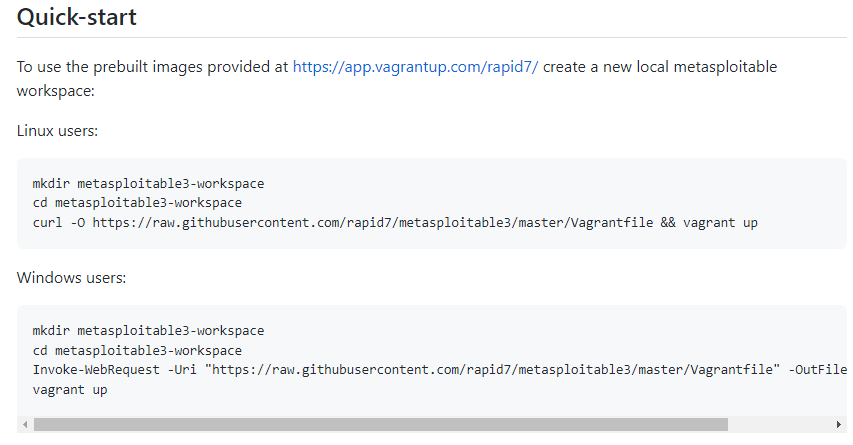 Quick-start
To use the prebuilt images provided at https://app.vagrantup.com/rapid7/ create a new local metasploitable
workspace:
Linux users:
mkdir metasploitable3-workspace
cd metasploitable3-workspace
curl -O https://raw.githubusercontent.com/rapid7/metasploitable3/master/Vagrantfile && vagrant up
Windows users:
mkdir metasploitable3-workspace
cd metasploitable3-workspace
Invoke-WebRequest -Uri "https://raw.githubusercontent.com/rapid7/metasploitable3/master/Vagrantfile" -OutFile
vagrant up